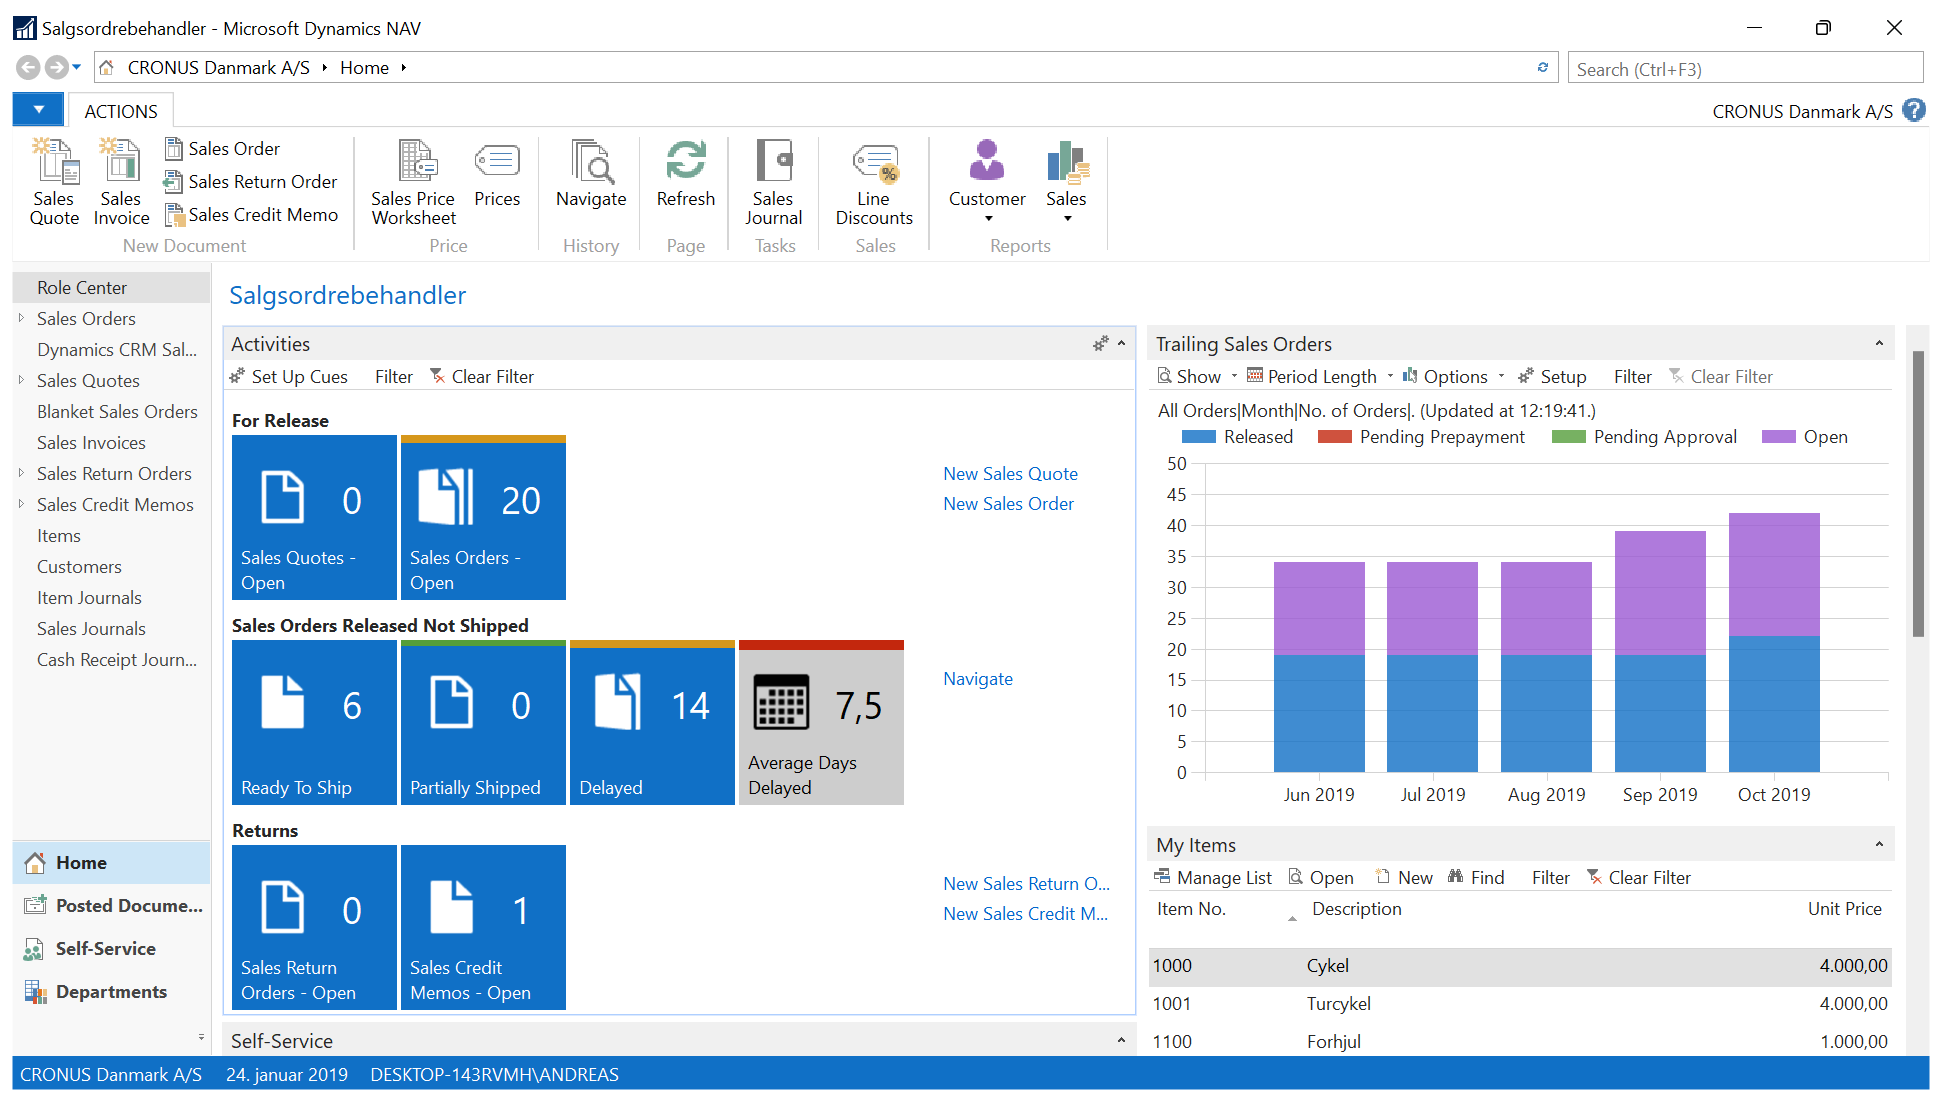 Salgsordrebehandler - Microsoft Dynamics NAV
CRONUS Danmark A/S
Home
Search (Ctrl+F3)
ACTIONS
CRONUS Danmark A/S
Sales Quote
Sales Invoice
Sales Order
Sales Return Order
Sales Credit Memo
New Document
Sales Price Worksheet
Prices
Price
Navigate
History
Refresh
Page
Sales Journal
Tasks
Line Discounts
Sales
Customer
Sales
Reports
Role Center
Sales Orders
Dynamics CRM Sal...
Sales Quotes
Blanket Sales Orders
Sales Invoices
Sales Return Orders
Sales Credit Memos
Items
Customers
Item Journals
Sales Journals
Cash Receipt Journ...
Home
Posted Docume...
Self-Service
Departments
Salgsordrebehandler
Activities
Set Up Cues Filter Clear Filter
For Release
0
Sales Quotes -
Open
20
Sales Orders -
Open
New Sales Quote
New Sales Order
Sales Orders Released Not Shipped
6
Ready To Ship
0
Partially Shipped
14
Delayed
7,5
Average Days
Delayed
Navigate
Returns
0
Sales Return
Orders - Open
1
Sales Credit
Memos - Open
New Sales Return O...
New Sales Credit M...
Self-Service
Trailing Sales Orders
Show Period Length Options Setup Filter Clear Filter
All Orders|Month|No. of Orders|. (Updated at 12:19:41.)
Released Pending Prepayment Pending Approval Open
50
45
40
35
30
25
20
15
10
5
0
Jun 2019 Jul 2019 Aug 2019 Sep 2019 Oct 2019
My Items
Manage List Open New Find Filter Clear Filter
Item No. Description Unit Price
1000 Cykel 4.000,00
1001 Turcykel 4.000,00
1100 Forhjul 1.000,00
CRONUS Danmark A/S 24. januar 2019 DESKTOP-143RVMH\ANDREAS